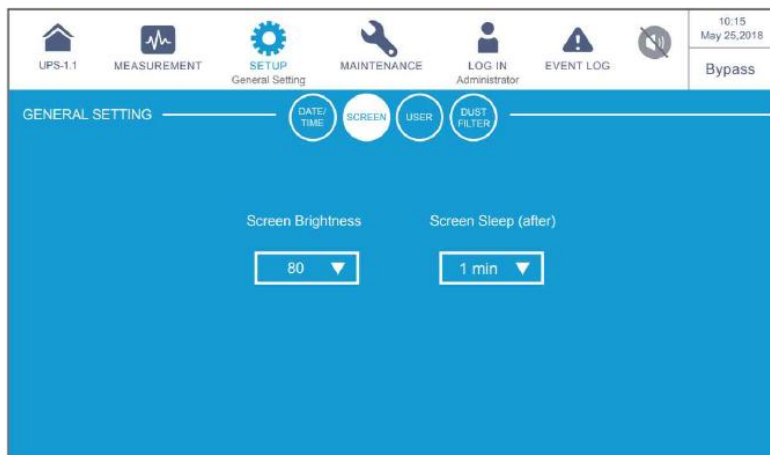 10:15
May 25,2018
UPS-1.1
MEASUREMENT
SETUP
General Setting
MAINTENANCE
LOG IN
Administrator
EVENT LOG
Bypass
GENERAL SETTING
DATE/
TIME
SCREEN
USER
DUST
FILTER
Screen Brightness
Screen Sleep (after)
80
1 min